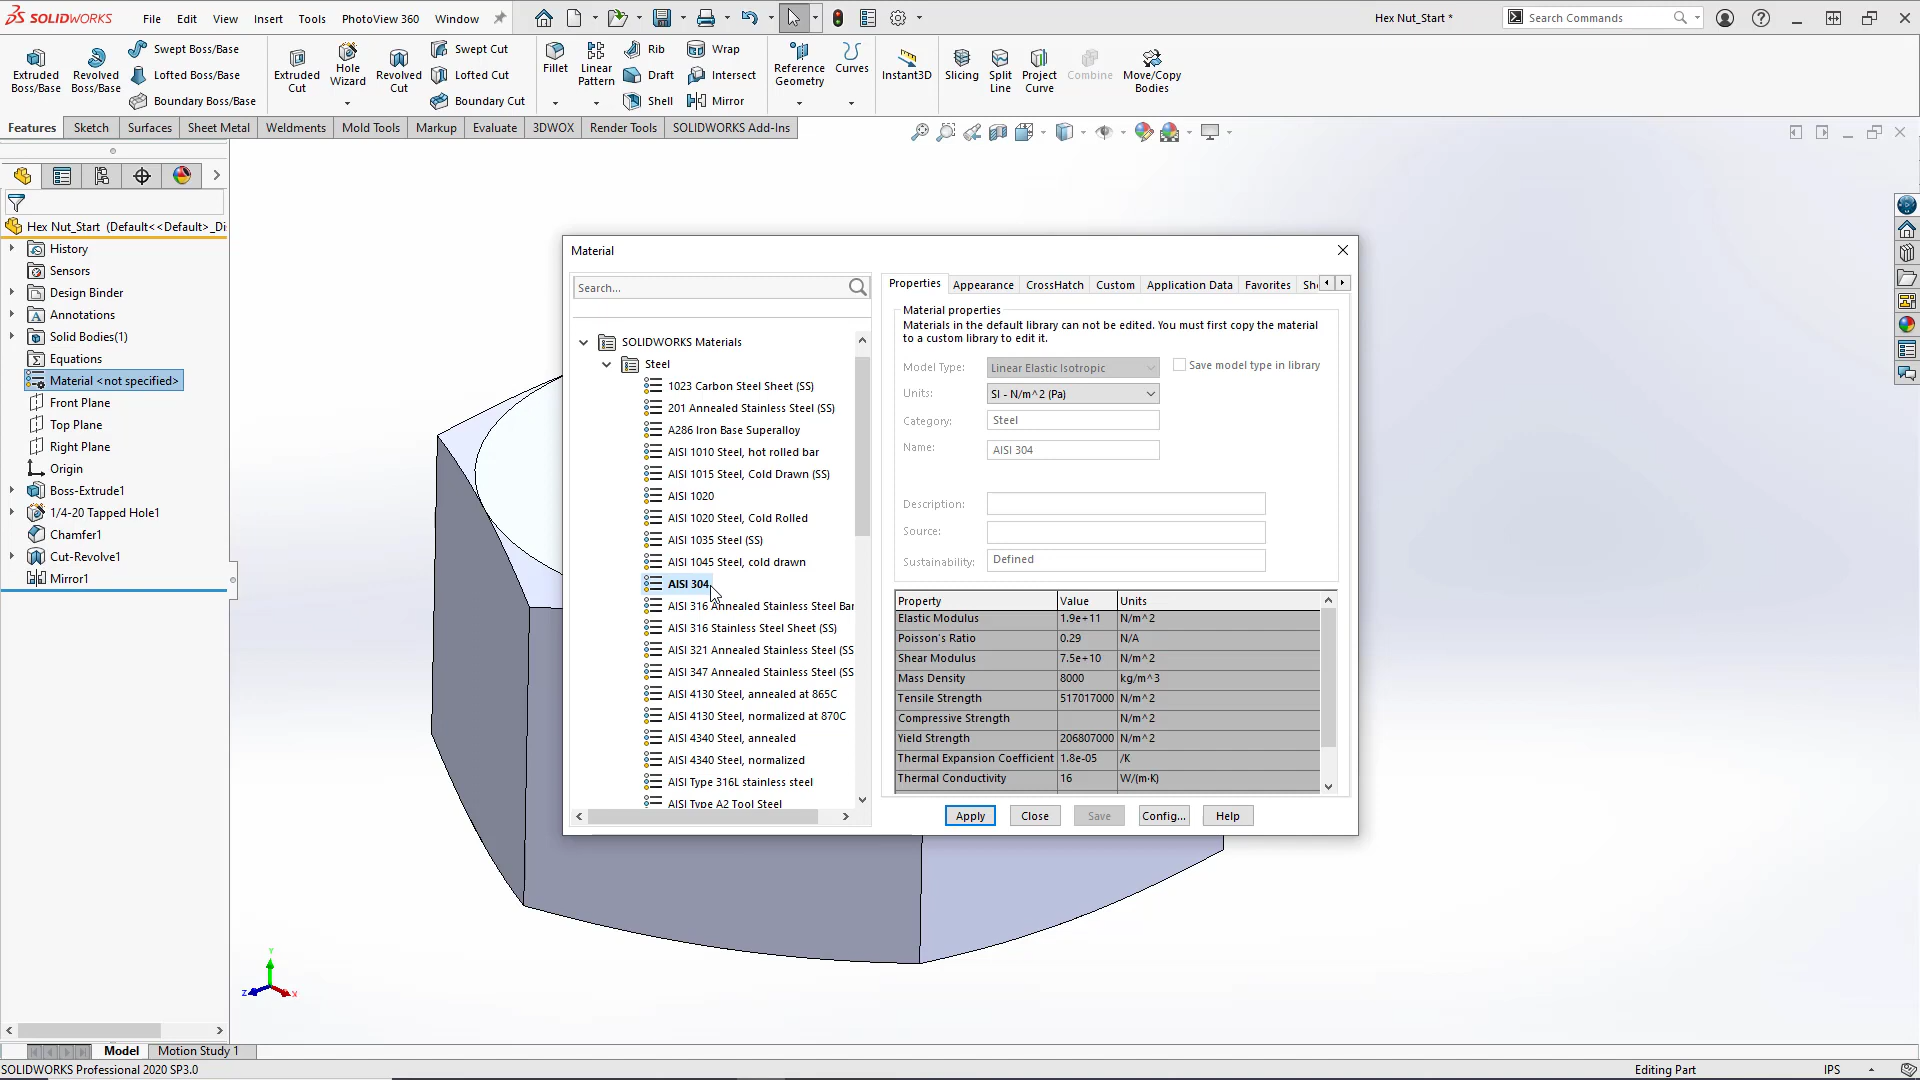 SOLIDWORKS
File Edit View Insert Tools PhotoView 360 Window
Hex Nut_Start *
Search Commands
Extruded Boss/Base
Revolved Boss/Base
Swept Boss/Base
Lofted Boss/Base
Boundary Boss/Base
Extruded Cut
Hole Wizard
Revolved Cut
Swept Cut
Lofted Cut
Boundary Cut
Fillet
Linear Pattern
Rib
Draft
Shell
Wrap
Intersect
Mirror
Reference Geometry
Curves
Instant3D
Slicing
Split Line
Project Curve
Combine
Move/Copy Bodies
Features Sketch Surfaces Sheet Metal Weldments Mold Tools Markup Evaluate 3DWOX Render Tools SOLIDWORKS Add-Ins
Hex Nut_Start (Default<<Default>_Di
History
Sensors
Design Binder
Annotations
Solid Bodies(1)
Equations
Material <not specified>
Front Plane
Top Plane
Right Plane
Origin
Boss-Extrude1
1/4-20 Tapped Hole1
Chamfer1
Cut-Revolve1
Mirror1
Material
Search...
SOLIDWORKS Materials
Steel
1023 Carbon Steel Sheet (SS)
201 Annealed Stainless Steel (SS)
A286 Iron Base Superalloy
AISI 1010 Steel, hot rolled bar
AISI 1015 Steel, Cold Drawn (SS)
AISI 1020
AISI 1020 Steel, Cold Rolled
AISI 1035 Steel (SS)
AISI 1045 Steel, cold drawn
AISI 304
AISI 316 Annealed Stainless Steel Bar
AISI 316 Stainless Steel Sheet (SS)
AISI 321 Annealed Stainless Steel (SS
AISI 347 Annealed Stainless Steel (SS
AISI 4130 Steel, annealed at 865C
AISI 4130 Steel, normalized at 870C
AISI 4340 Steel, annealed
AISI 4340 Steel, normalized
AISI Type 316L stainless steel
AISI Type A2 Tool Steel
Properties Appearance CrossHatch Custom Application Data Favorites Sh
Material properties
Materials in the default library can not be edited. You must first copy the material
to a custom library to edit it.
Model Type: Linear Elastic Isotropic Save model type in library
Units: SI - N/m^2 (Pa)
Category: Steel
Name: AISI 304
Description:
Source:
Sustainability: Defined
Property Value Units
Elastic Modulus 1.9e+11 N/m^2
Poisson's Ratio 0.29 N/A
Shear Modulus 7.5e+10 N/m^2
Mass Density 8000 kg/m^3
Tensile Strength 517017000 N/m^2
Compressive Strength N/m^2
Yield Strength 206807000 N/m^2
Thermal Expansion Coefficient 1.8e-05 /K
Thermal Conductivity 16 W/(m·K)
Apply Close Save Config... Help
Y
Z
X
Model Motion Study 1
SOLIDWORKS Professional 2020 SP3.0
Editing Part
IPS